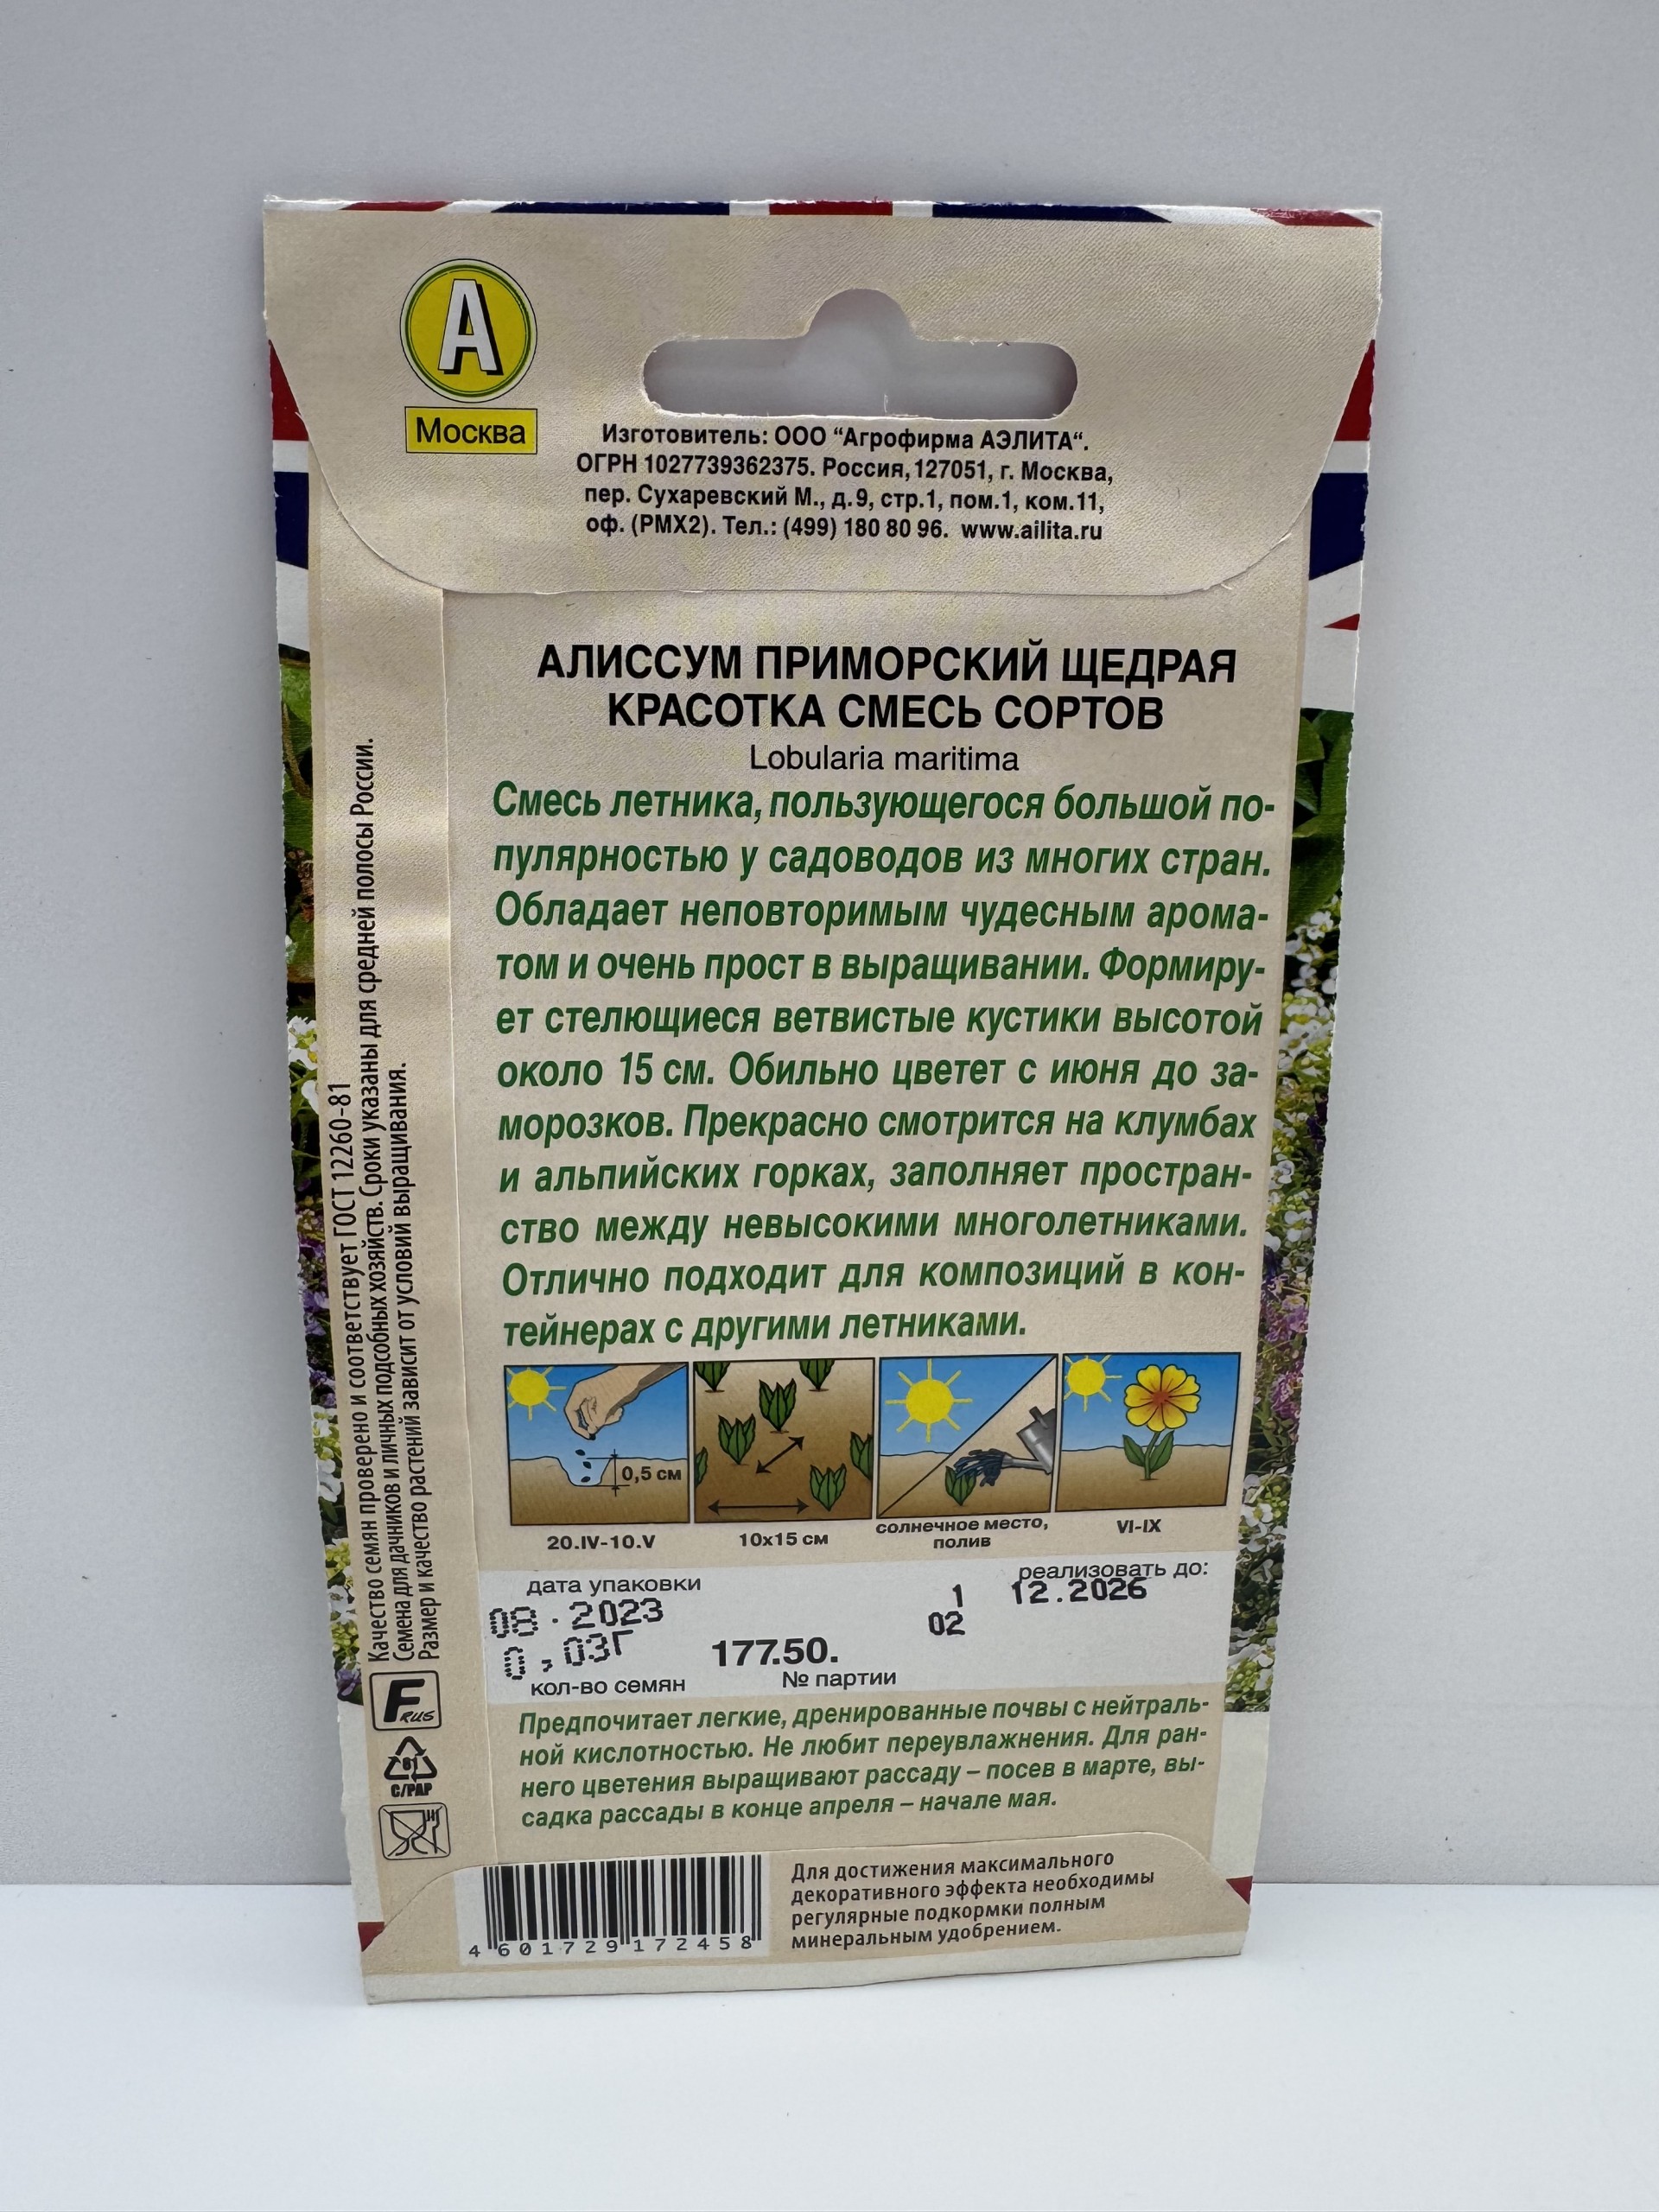 А
Москва
Изготовитель: ООО “Агрофирма АЭЛИТА“.
ОГРН 1027739362375. Россия, 127051, г. Москва,
пер. Сухаревский М., д.9, стр.1, пом.1, ком.11,
оф. (РМХ2). Тел.: (499) 180 80 96. www.ailita.ru
АЛИССУМ ПРИМОРСКИЙ ЩЕДРАЯ
КРАСОТКА СМЕСЬ СОРТОВ
Lobularia maritima
Смесь летника, пользующегося большой по-
пулярностью у садоводов из многих стран.
Обладает неповторимым чудесным арома-
том и очень прост в выращивании. Формиру-
ет стелющиеся ветвистые кустики высотой
около 15 см. Обильно цветет с июня до за-
морозков. Прекрасно смотрится на клумбах
и альпийских горках, заполняет простран-
ство между невысокими многолетниками.
Отлично подходит для композиций в кон-
тейнерах с другими летниками.
0,5 см
20.IV-10.V
10x15 см
солнечное место,
полив
VI-IX
дата упаковки
08.2023
0,03Г
кол-во семян
177.50.
№ партии
1
02
реализовать до:
12.2026
Предпочитает легкие, дренированные почвы с нейтраль-
ной кислотностью. Не любит переувлажнения. Для ран-
него цветения выращивают рассаду – посев в марте, вы-
садка рассады в конце апреля – начале мая.
Для достижения максимального
декоративного эффекта необходимы
регулярные подкормки полным
минеральным удобрением.
4 601729 172458
Качество семян проверено и соответствует ГОСТ 12260-81
Семена для дачников и личных подсобных хозяйств. Сроки указаны для средней полосы России.
Размер и качество растений зависит от условий выращивания.
F RUS
81
C/PAP